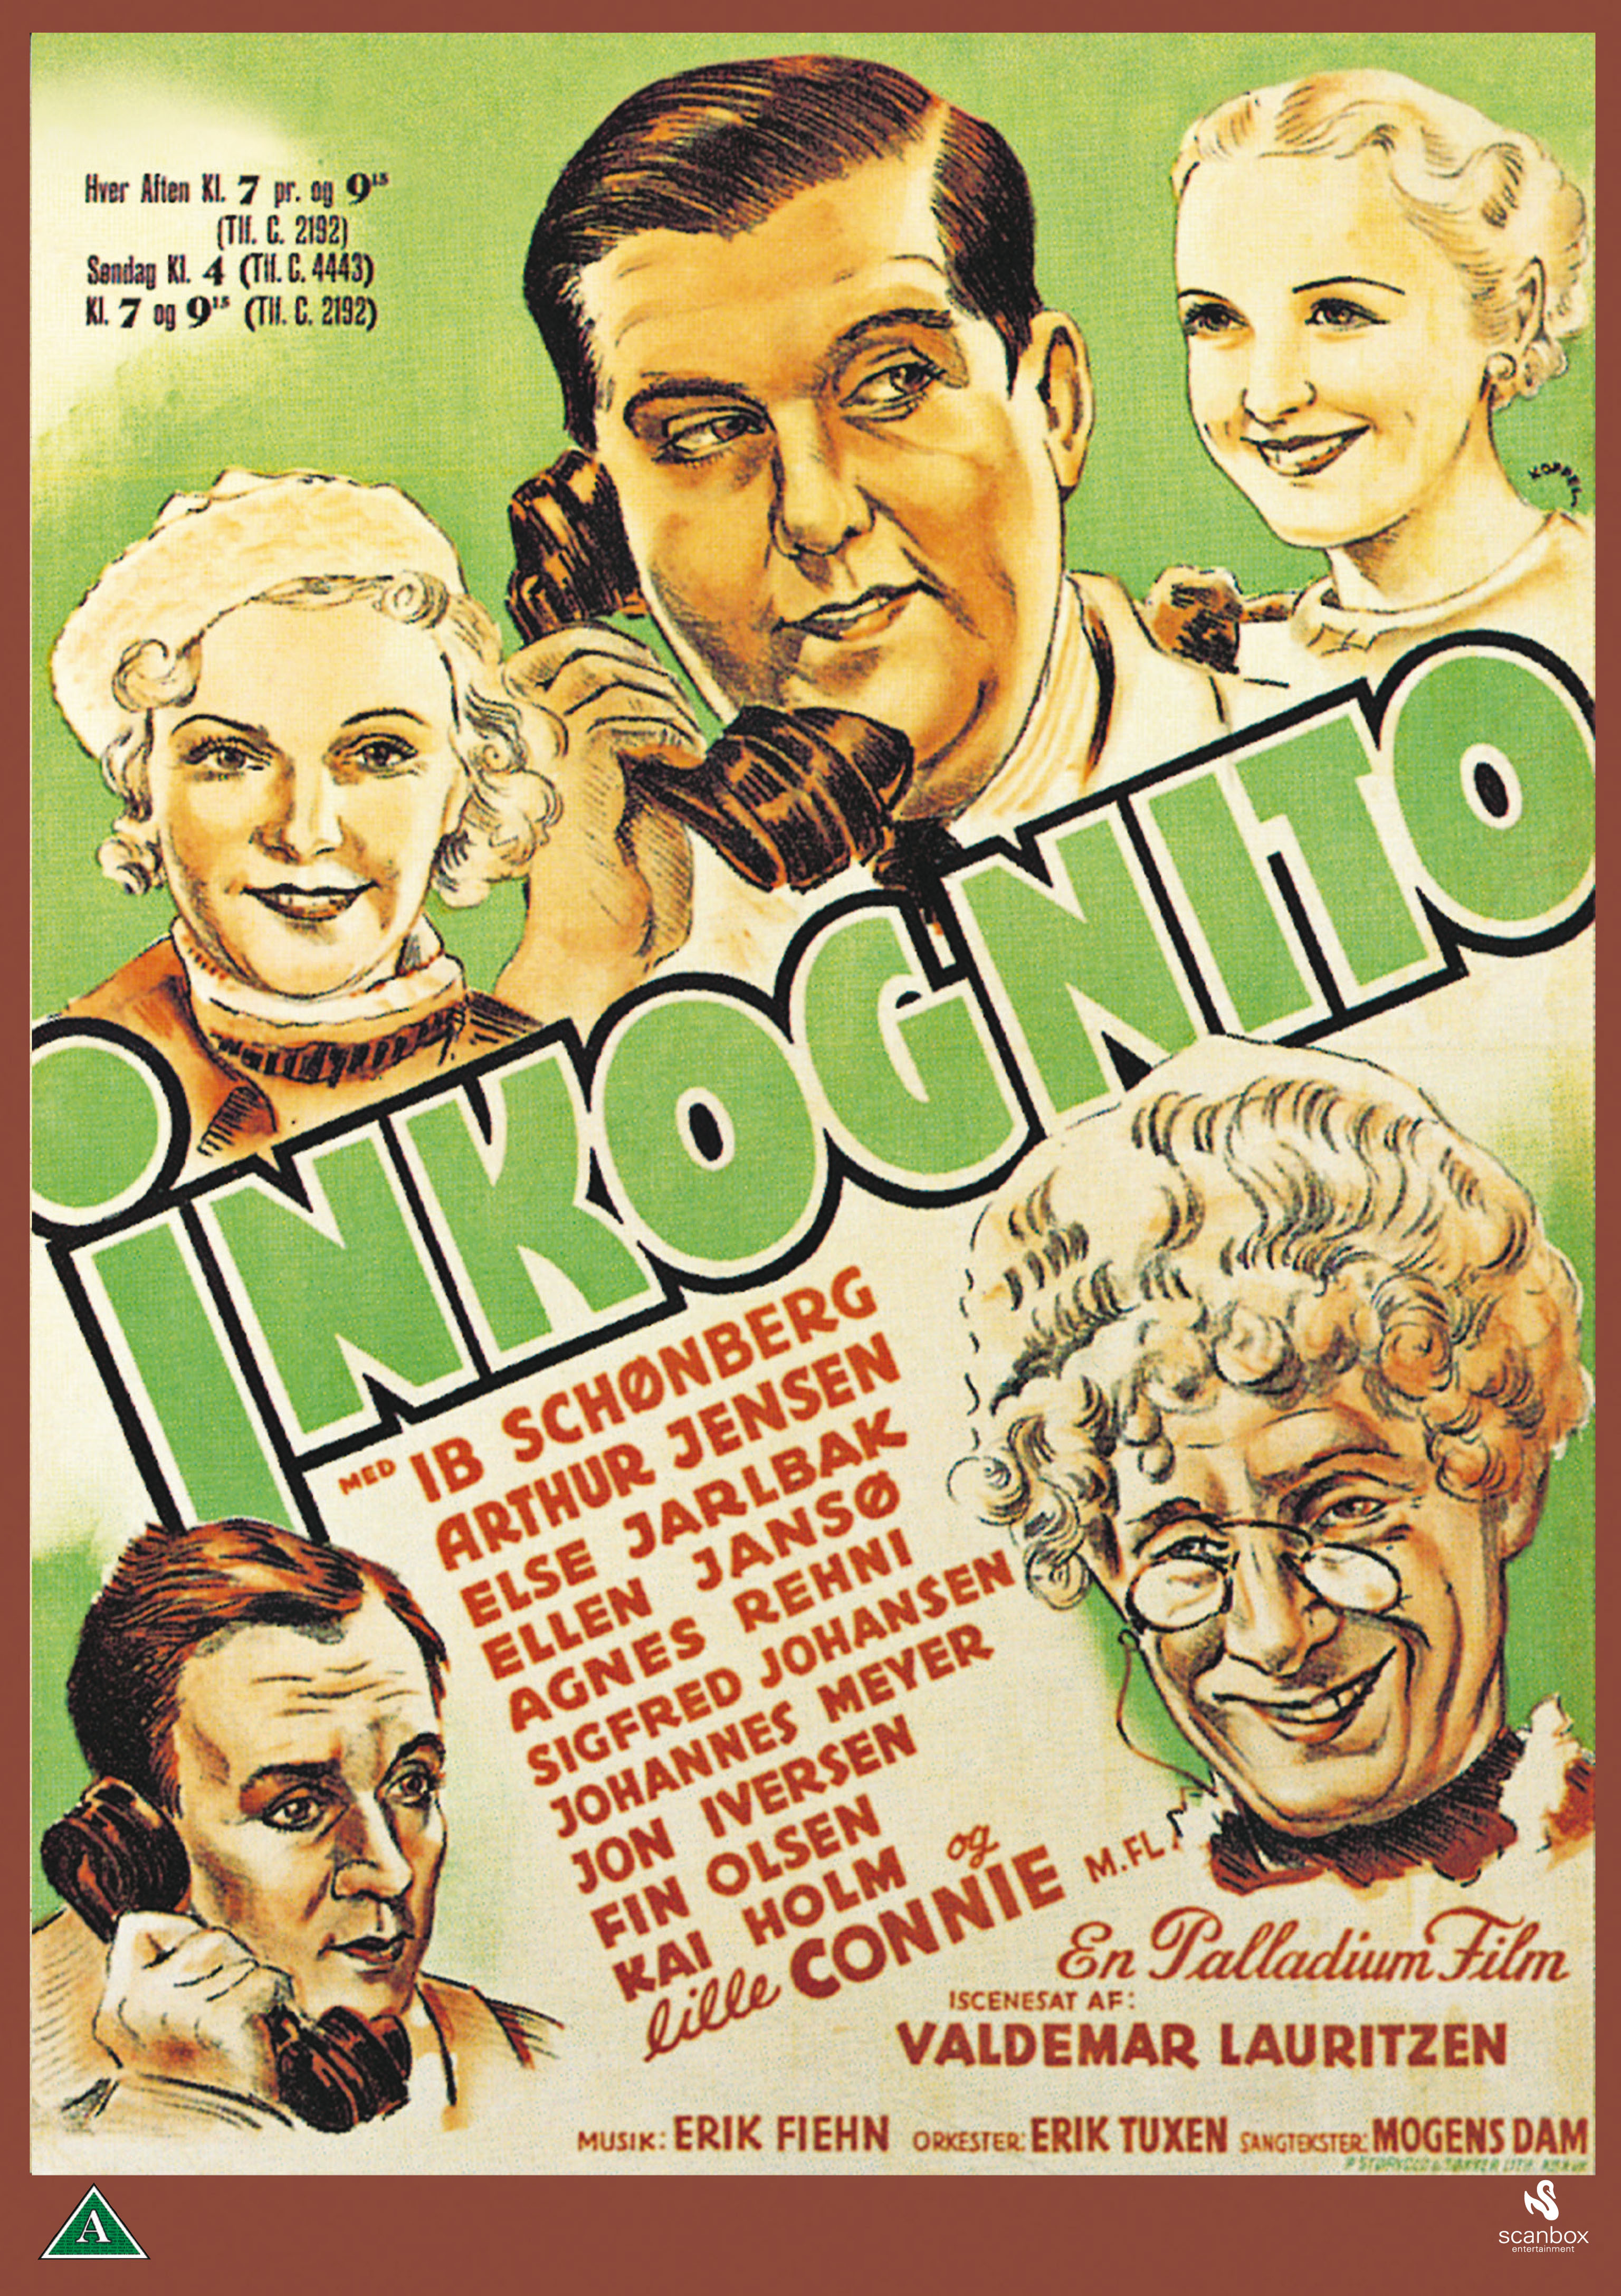 Hver Aften Kl. 7 pr. og 9¹⁵
(Tlf. C. 2192)
Søndag Kl. 4 (Tlf. C. 4443)
Kl. 7 og 9¹⁵ (Tlf. C. 2192)
KOPPEL
iNKOGNITO
MED IB SCHØNBERG
ARTHUR JENSEN
ELSE JARLBAK
ELLEN JANSØ
AGNES REHNI
SIGFRED JOHANSEN
JOHANNES MEYER
JON IVERSEN
FIN OLSEN
KAI HOLM og
lille CONNIE M.FL.
En Palladium Film
ISCENESAT AF:
VALDEMAR LAURITZEN
MUSIK: ERIK FIEHN ORKESTER: ERIK TUXEN SANGTEKSTER: MOGENS DAM
A
scanbox
entertainment